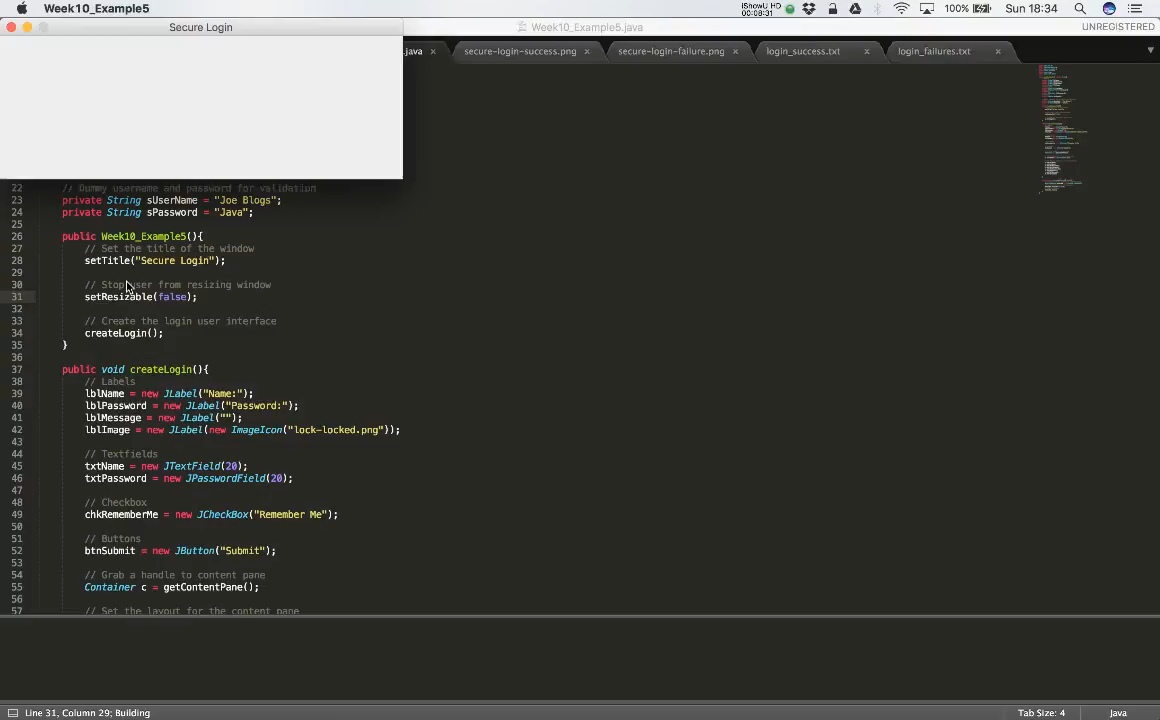 Week10_Example5
iShowU HD
00:08:31
100%
Sun 18:34
Secure Login
Week10_Example5.java
UNREGISTERED
.java
secure-login-success.png
secure-login-failure.png
login_success.txt
login_failures.txt
22 // Dummy username and password for validation
23 private String sUserName = "Joe Blogs";
24 private String sPassword = "Java";
25
26 public Week10_Example5(){
27 // Set the title of the window
28 setTitle("Secure Login");
29
30 // Stop user from resizing window
31 setResizable(false);
32
33 // Create the login user interface
34 createLogin();
35 }
36
37 public void createLogin(){
38 // Labels
39 lblName = new JLabel("Name:");
40 lblPassword = new JLabel("Password:");
41 lblMessage = new JLabel("");
42 lblImage = new JLabel(new ImageIcon("lock-locked.png"));
43
44 // Textfields
45 txtName = new JTextField(20);
46 txtPassword = new JPasswordField(20);
47
48 // Checkbox
49 chkRememberMe = new JCheckBox("Remember Me");
50
51 // Buttons
52 btnSubmit = new JButton("Submit");
53
54 // Grab a handle to content pane
55 Container c = getContentPane();
56
57 // Set the layout for the content pane
Line 31, Column 29; Building
Tab Size: 4
Java